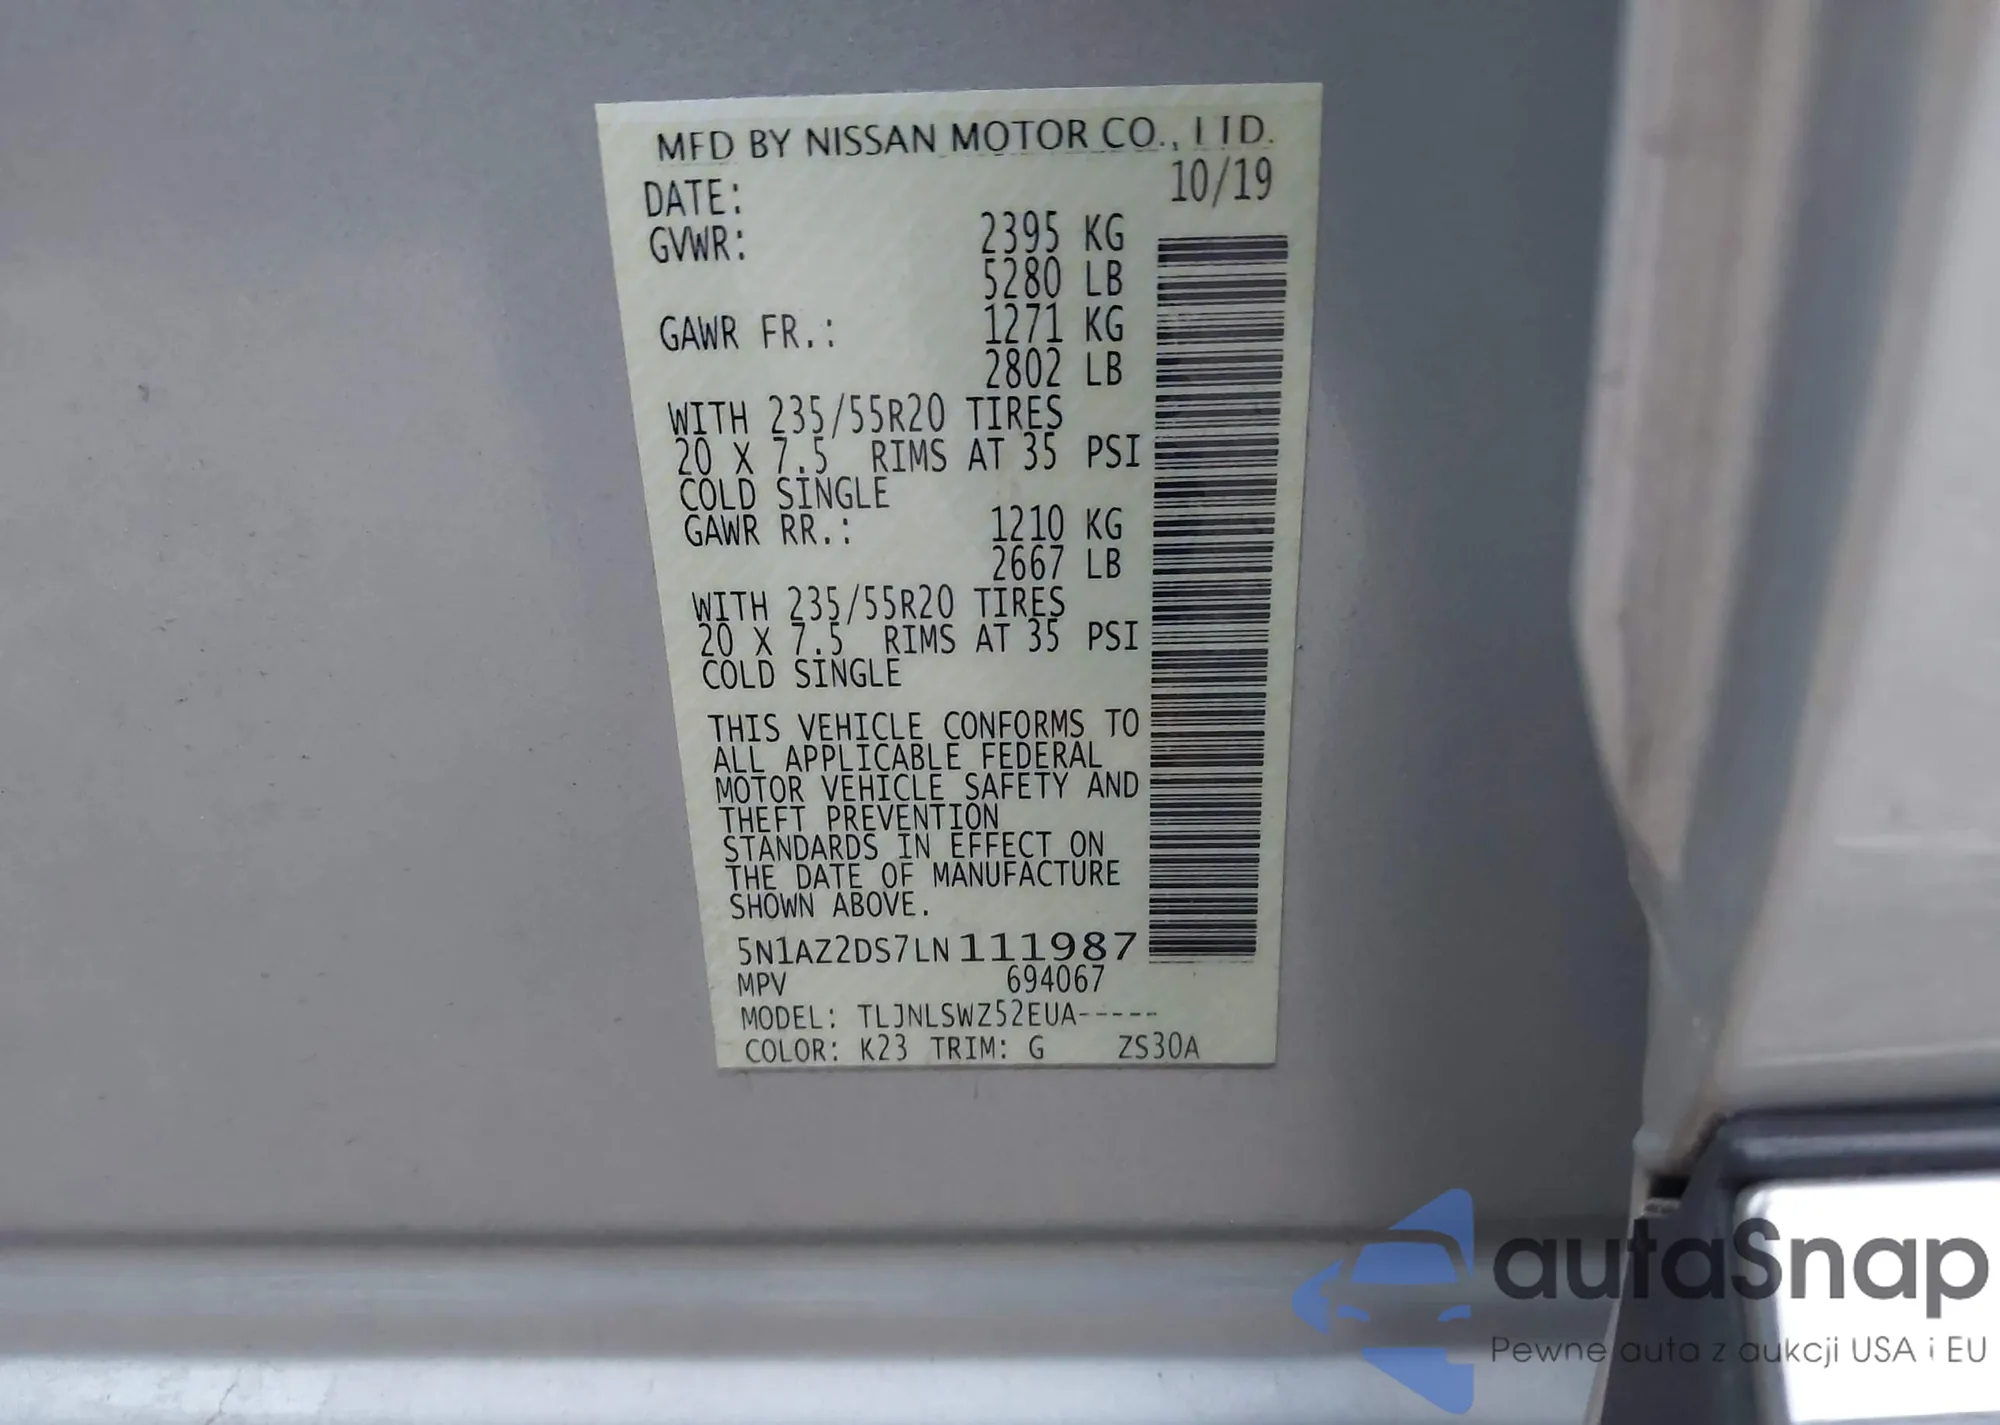 MFD BY NISSAN MOTOR CO., LTD.
DATE: 10/19
GVWR: 2395 KG
5280 LB
GAWR FR.: 1271 KG
2802 LB
WITH 235/55R20 TIRES
20 X 7.5 RIMS AT 35 PSI
COLD SINGLE
GAWR RR.: 1210 KG
2667 LB
WITH 235/55R20 TIRES
20 X 7.5 RIMS AT 35 PSI
COLD SINGLE
THIS VEHICLE CONFORMS TO
ALL APPLICABLE FEDERAL
MOTOR VEHICLE SAFETY AND
THEFT PREVENTION
STANDARDS IN EFFECT ON
THE DATE OF MANUFACTURE
SHOWN ABOVE.
5N1AZ2DS7LN111987
MPV 694067
MODEL: TLJNLSWZ52EUA-----
COLOR: K23 TRIM: G ZS30A
autaSnap
Pewne auta z aukcji USA i EU